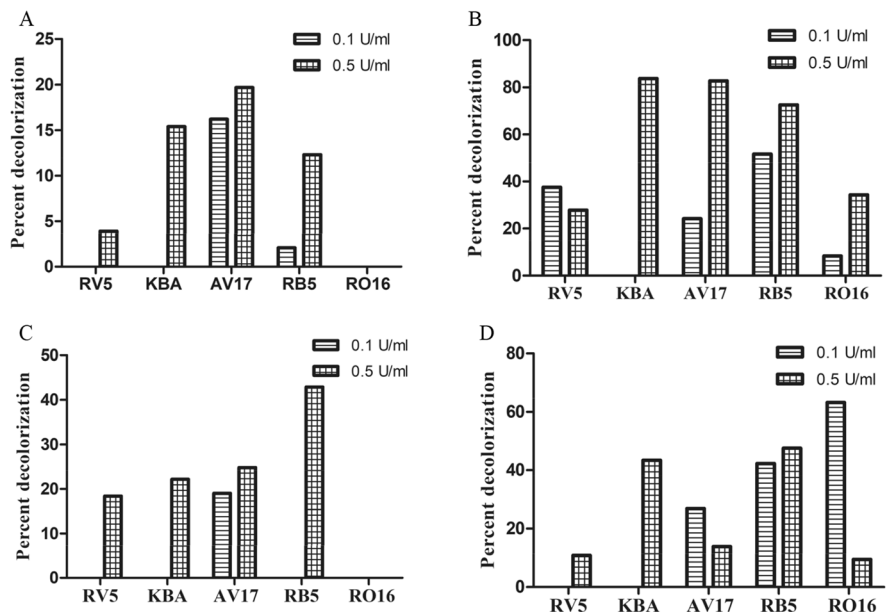 A
0.1 U/ml
0.5 U/ml
Percent decolorization
25
20
15
10
5
0
RV5 KBA AV17 RB5 RO16
B
0.1 U/ml
0.5 U/ml
Percent decolorization
100
80
60
40
20
0
RV5 KBA AV17 RB5 RO16
C
0.1 U/ml
0.5 U/ml
Percent decolorization
50
40
30
20
10
0
RV5 KBA AV17 RB5 RO16
D
0.1 U/ml
0.5 U/ml
Percent decolorization
80
60
40
20
0
RV5 KBA AV17 RB5 RO16